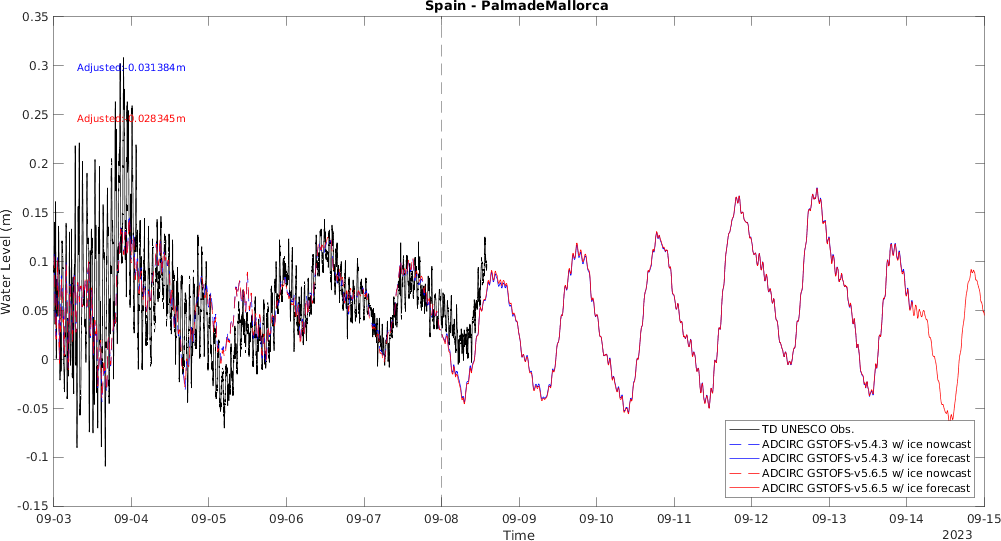 Spain - PalmadeMallorca
0.35
0.3
0.25
0.2
0.15
0.1
0.05
0
-0.05
-0.1
-0.15
Water Level (m)
Adjusted:-0.031384m
Adjusted:-0.028345m
TD UNESCO Obs.
ADCIRC GSTOFS-v5.4.3 w/ ice nowcast
ADCIRC GSTOFS-v5.4.3 w/ ice forecast
ADCIRC GSTOFS-v5.6.5 w/ ice nowcast
ADCIRC GSTOFS-v5.6.5 w/ ice forecast
09-03 09-04 09-05 09-06 09-07 09-08 09-09 09-10 09-11 09-12 09-13 09-14 09-15
Time
2023